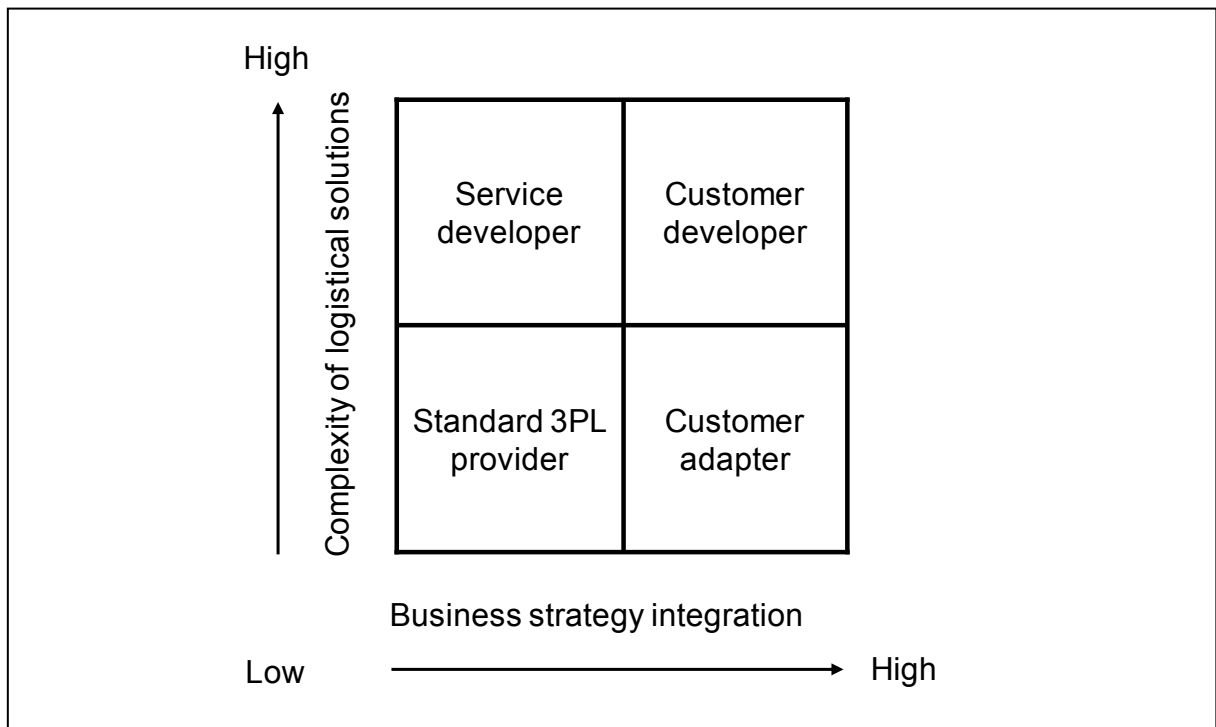 High
Complexity of logistical solutions
Service
developer
Customer
developer
Standard 3PL
provider
Customer
adapter
Business strategy integration
Low
High